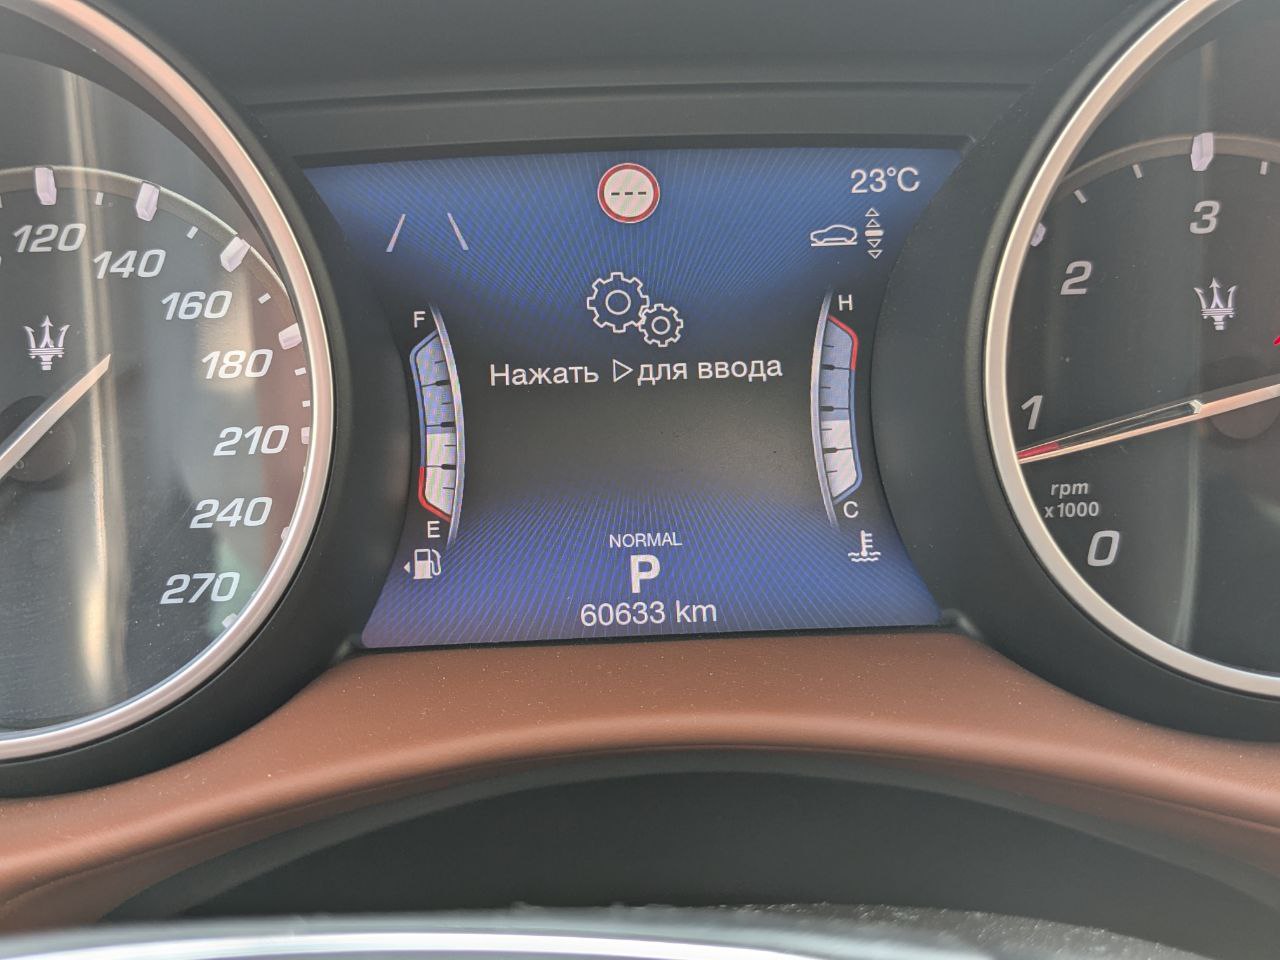 23°C
120
140
160
180
210
240
270
F
E
Нажать ▷ для ввода
H
C
NORMAL
P
60633 km
3
2
1
0
rpm
x 1000